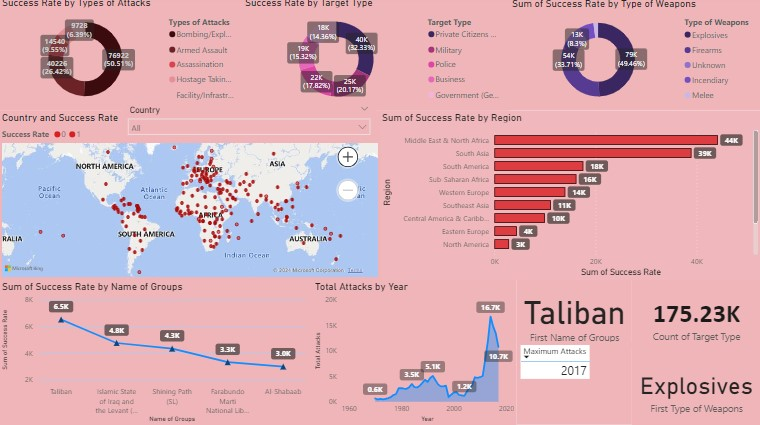 Success Rate by Types of Attacks
Success Rate by Target Type
Sum of Success Rate by Type of Weapons
9728
(6.39%)
14540
(9.55%)
40226
(26.42%)
76922
(50.51%)
Types of Attacks
Bombing/Expl...
Armed Assault
Assassination
Hostage Takin...
Facility/Infrastr...
18K
(14.36%)
19K
(15.32%)
22K
(17.82%)
25K
(20.17%)
40K
(32.33%)
Target Type
Private Citizens ...
Military
Police
Business
Government (Ge...
13K
(8.3%)
54K
(33.71%)
79K
(49.46%)
Type of Weapons
Explosives
Firearms
Unknown
Incendiary
Melee
Country and Success Rate
Success Rate 0 1
Country
All
NORTH AMERICA
EUROPE
ASIA
Pacific
Ocean
Atlantic
Ocean
AFRICA
SOUTH AMERICA
AUSTRALIA
RALIA
Indian Ocean
Microsoft Bing
© 2024 Microsoft Corporation Terms
Sum of Success Rate by Region
Region
Middle East & North Africa 44K
South Asia 39K
South America 18K
Sub-Saharan Africa 16K
Western Europe 14K
Southeast Asia 11K
Central America & Caribb... 10K
Eastern Europe 4K
North America 3K
0K 20K 40K
Sum of Success Rate
Sum of Success Rate by Name of Groups
Sum of Success Rate
8K
6K
4K
2K
6.5K
4.8K
4.3K
3.3K
3.0K
Taliban
Islamic State
of Iraq and
the Levant (...
Shining Path
(SL)
Farabundo
Marti
National Lib...
Al-Shabaab
Name of Groups
Total Attacks by Year
Total Attacks
20K
15K
10K
5K
0K
0.6K
3.5K
5.1K
1.2K
16.7K
10.7K
1960 1980 2000 2020
Year
Taliban
First Name of Groups
Maximum Attacks
2017
175.23K
Count of Target Type
Explosives
First Type of Weapons